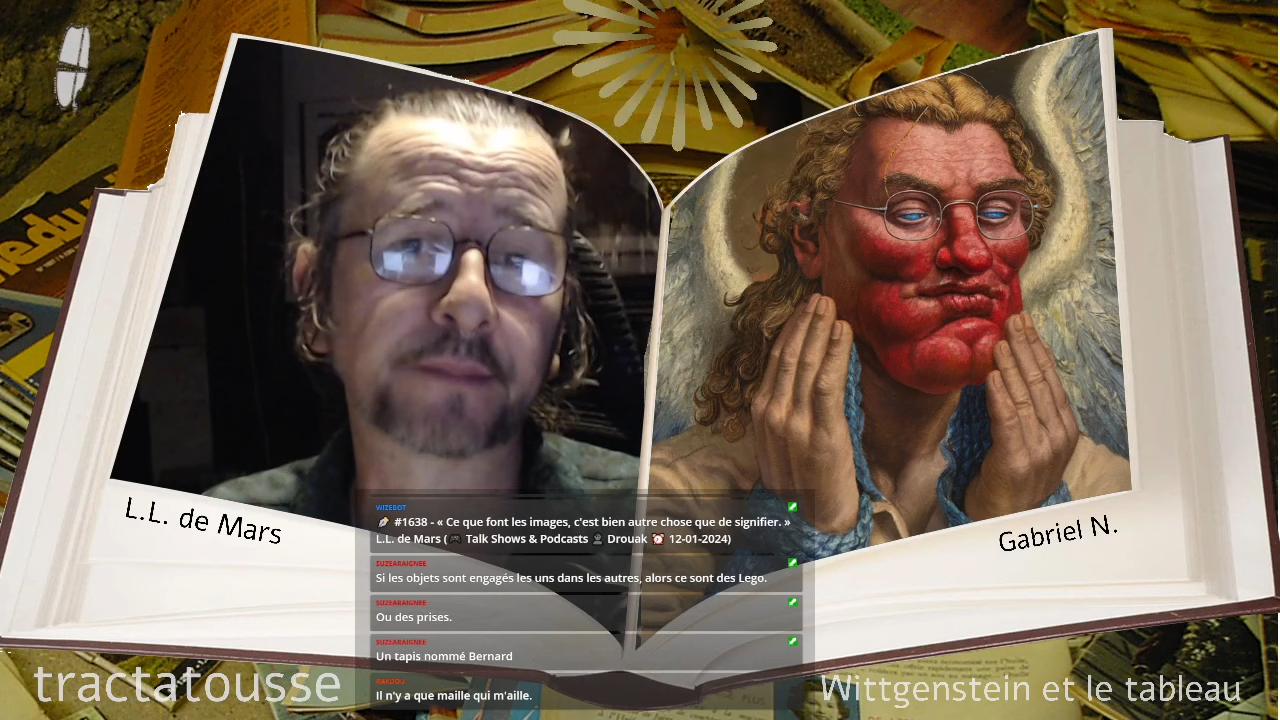 L.L. de Mars
Gabriel N.
WIZEBOT
#1638 - « Ce que font les images, c'est bien autre chose que de signifier. »
L.L. de Mars ( Talk Shows & Podcasts Drouak 12-01-2024)
SUZEARAIGNEE
Si les objets sont engagés les uns dans les autres, alors ce sont des Lego.
SUZEARAIGNEE
Ou des prises.
SUZEARAIGNEE
Un tapis nommé Bernard
Il n'y a que maille qui m'aille.
tractatousse
Wittgenstein et le tableau